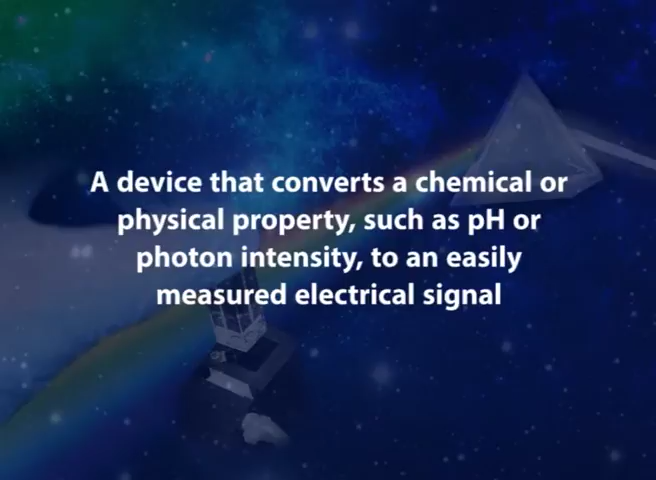 A device that converts a chemical or
physical property, such as pH or
photon intensity, to an easily
measured electrical signal